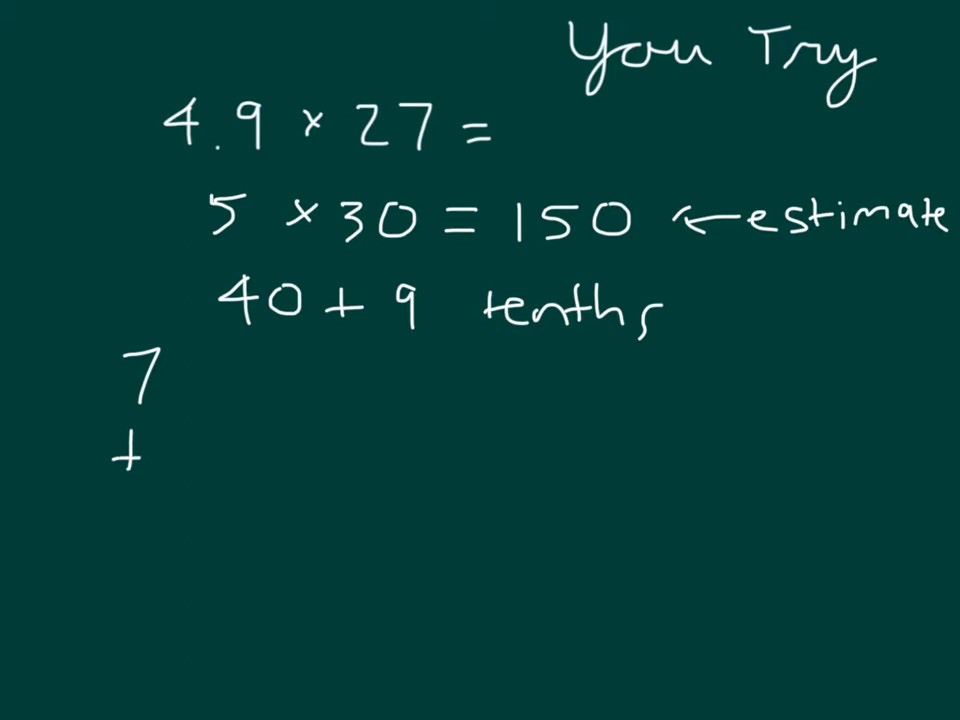 You Try
4.9 × 27 =
5 × 30 = 150 ← estimate
40 + 9 tenths
7
+